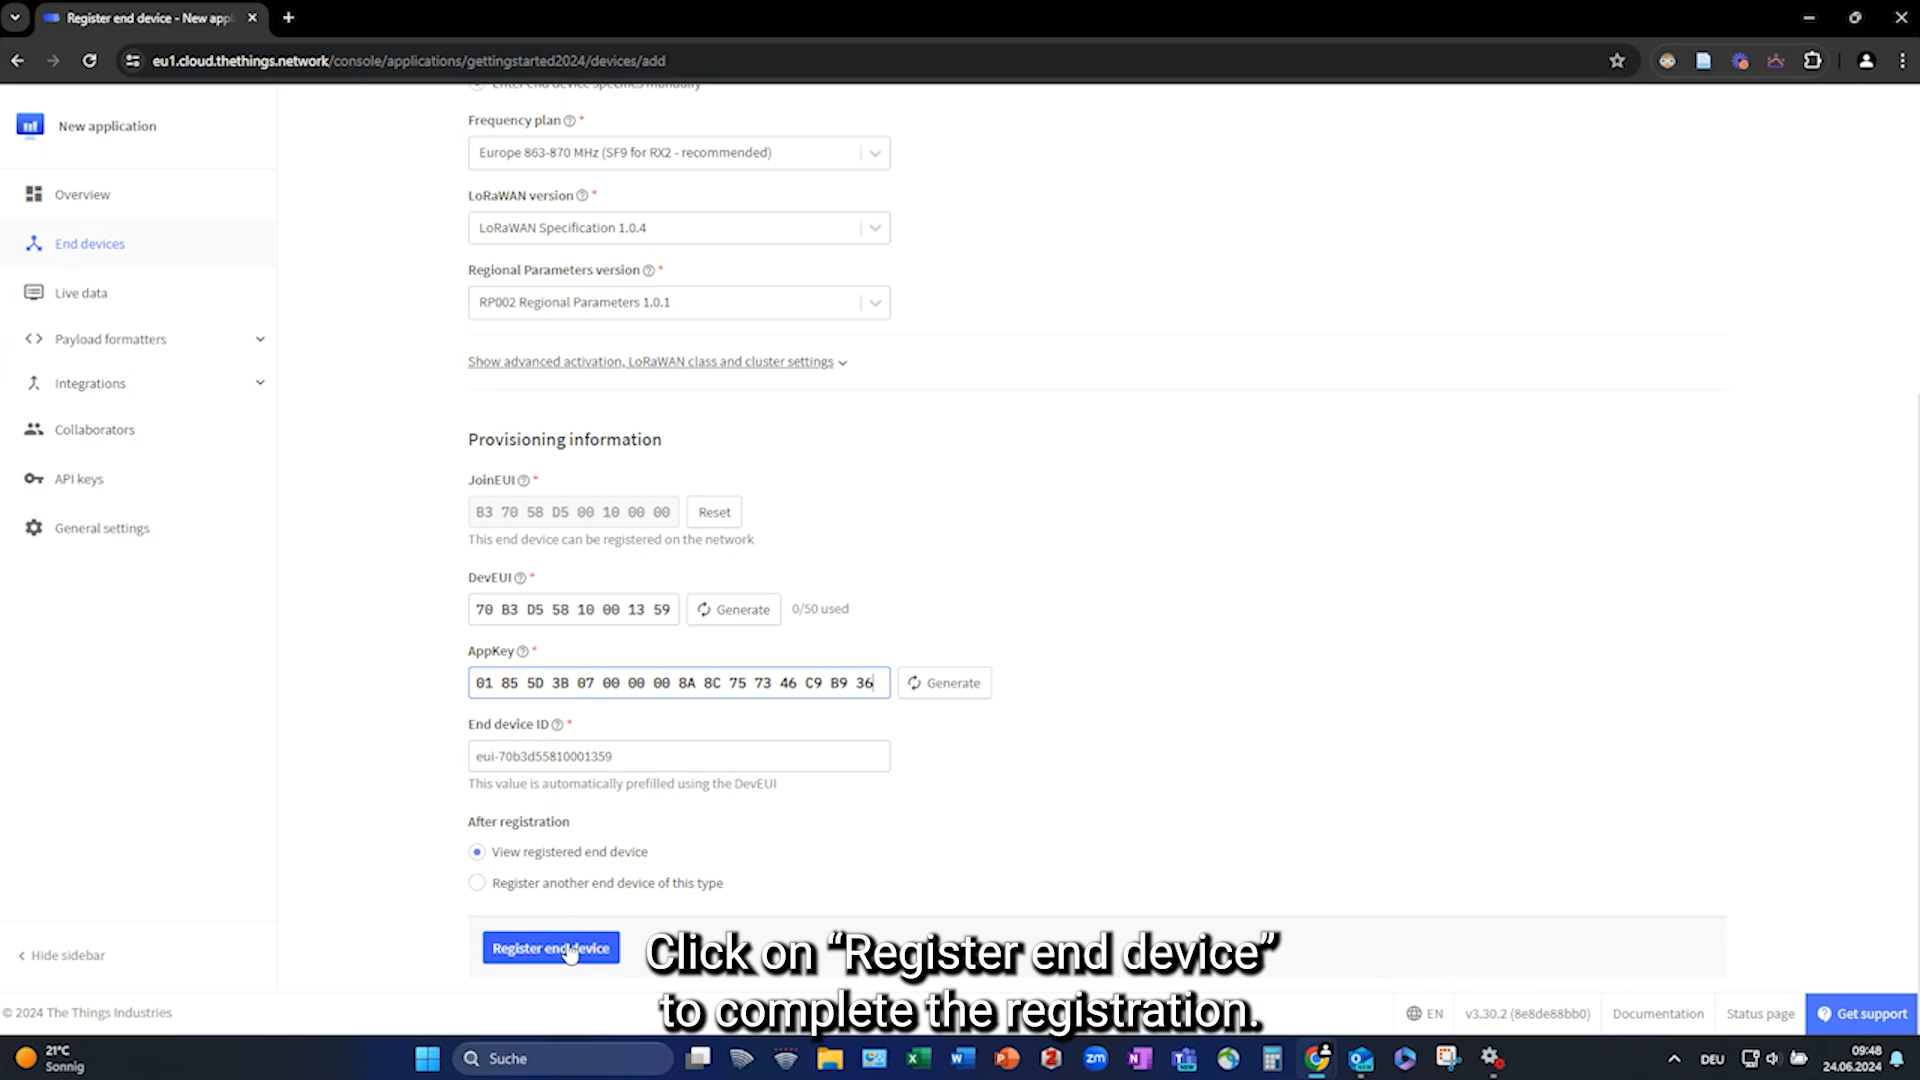 Register end device - New appl
eu1.cloud.thethings.network/console/applications/gettingstarted2024/devices/add
New application
Overview
End devices
Live data
Payload formatters
Integrations
Collaborators
API keys
General settings
Hide sidebar
Enter end device specifics manually
Frequency plan *
Europe 863-870 MHz (SF9 for RX2 - recommended)
LoRaWAN version *
LoRaWAN Specification 1.0.4
Regional Parameters version *
RP002 Regional Parameters 1.0.1
Show advanced activation, LoRaWAN class and cluster settings
Provisioning information
JoinEUI *
B3 70 58 D5 00 10 00 00 Reset
This end device can be registered on the network
DevEUI *
70 B3 D5 58 10 00 13 59 Generate 0/50 used
AppKey *
01 85 5D 3B 07 00 00 00 8A 8C 75 73 46 C9 B9 36 Generate
End device ID *
eui-70b3d55810001359
This value is automatically prefilled using the DevEUI
After registration
View registered end device
Register another end device of this type
Register end device
Click on “Register end device”
to complete the registration.
© 2024 The Things Industries
EN v3.30.2 (8e8de88bb0) Documentation Status page Get support
21°C
Sonnig
Suche
DEU
09:48
24.06.2024